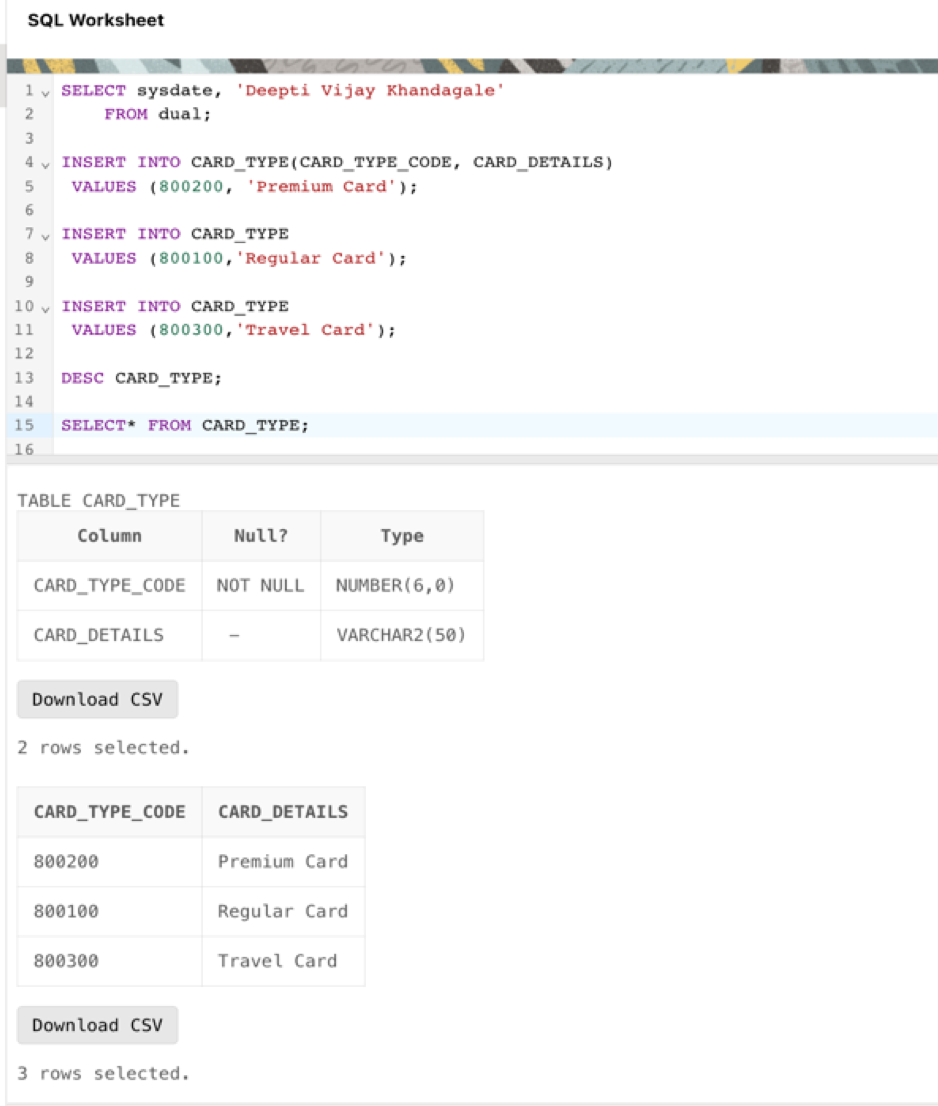 SQL Worksheet
1 SELECT sysdate, 'Deepti Vijay Khandagale'
2 FROM dual;
3
4 INSERT INTO CARD_TYPE(CARD_TYPE_CODE, CARD_DETAILS)
5 VALUES (800200, 'Premium Card');
6
7 INSERT INTO CARD_TYPE
8 VALUES (800100,'Regular Card');
9
10 INSERT INTO CARD_TYPE
11 VALUES (800300,'Travel Card');
12
13 DESC CARD_TYPE;
14
15 SELECT* FROM CARD_TYPE;
16
TABLE CARD_TYPE
Column Null? Type
CARD_TYPE_CODE NOT NULL NUMBER(6,0)
CARD_DETAILS – VARCHAR2(50)
Download CSV
2 rows selected.
CARD_TYPE_CODE CARD_DETAILS
800200 Premium Card
800100 Regular Card
800300 Travel Card
Download CSV
3 rows selected.